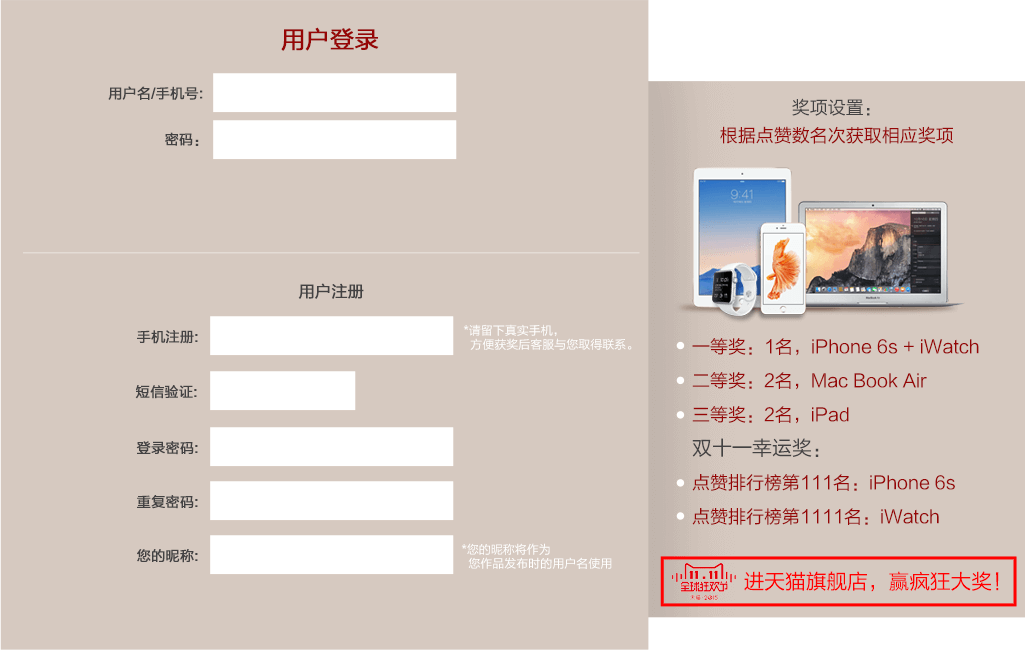 用户登录
用户名/手机号:
密码:
用户注册
手机注册:
*请留下真实手机,
方便获奖后客服与您取得联系。
短信验证:
登录密码:
重复密码:
您的昵称:
*您的昵称将作为
您作品发布时的用户名使用
奖项设置:
根据点赞数名次获取相应奖项
9:41
一等奖: 1名, iPhone 6s + iWatch
二等奖: 2名, Mac Book Air
三等奖: 2名, iPad
双十一幸运奖:
点赞排行榜第111名: iPhone 6s
点赞排行榜第1111名: iWatch
11.11
全球狂欢节
进天猫旗舰店, 赢疯狂大奖!